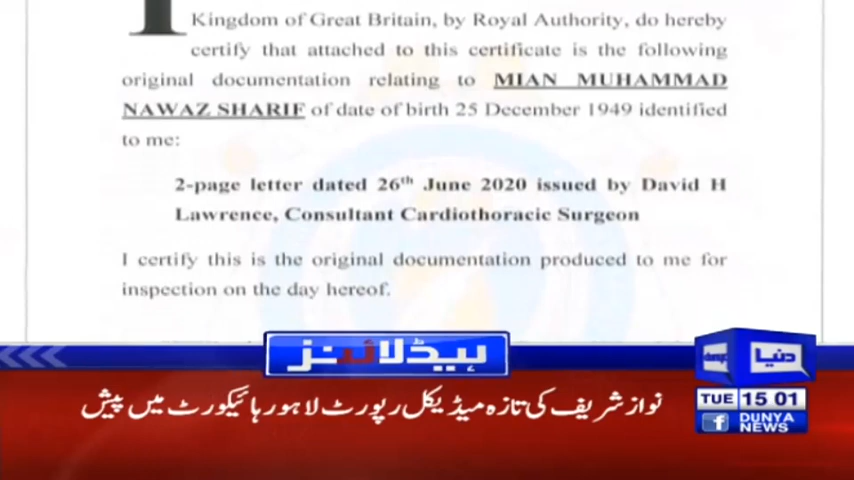 Kingdom of Great Britain, by Royal Authority, do hereby
certify that attached to this certificate is the following
original documentation relating to MIAN MUHAMMAD
NAWAZ SHARIF of date of birth 25 December 1949 identified
to me:
2-page letter dated 26th June 2020 issued by David H
Lawrence, Consultant Cardiothoracic Surgeon
I certify this is the original documentation produced to me for
inspection on the day hereof.
ہیڈلائنز
دنیا
نواز شریف کی تازہ میڈیکل رپورٹ لاہور ہائیکورٹ میں پیش
TUE 15 01
DUNYA
NEWS